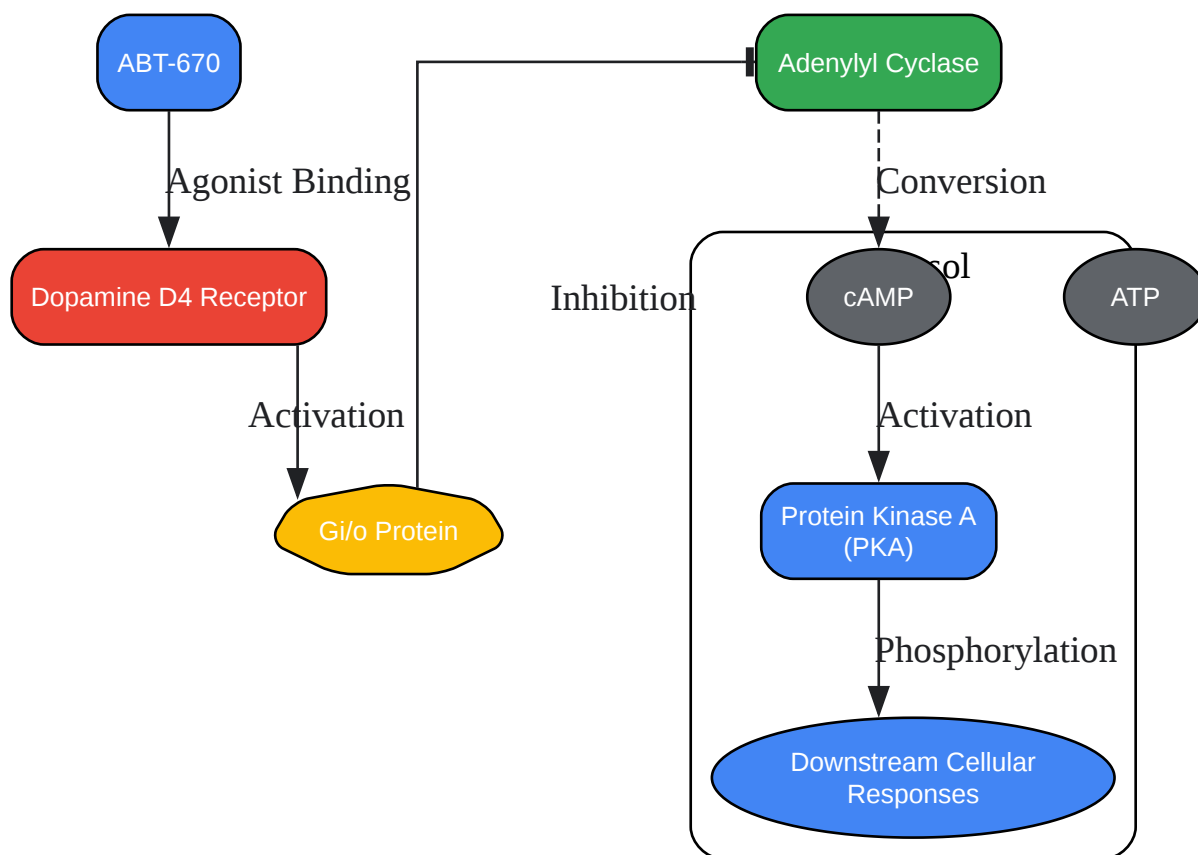 ABT-670
Adenylyl Cyclase
Agonist Binding
Conversion
Dopamine D4 Receptor
Inhibition
cAMP
ATP
Activation
Activation
Gi/o Protein
Protein Kinase A
(PKA)
Phosphorylation
Downstream Cellular
Responses